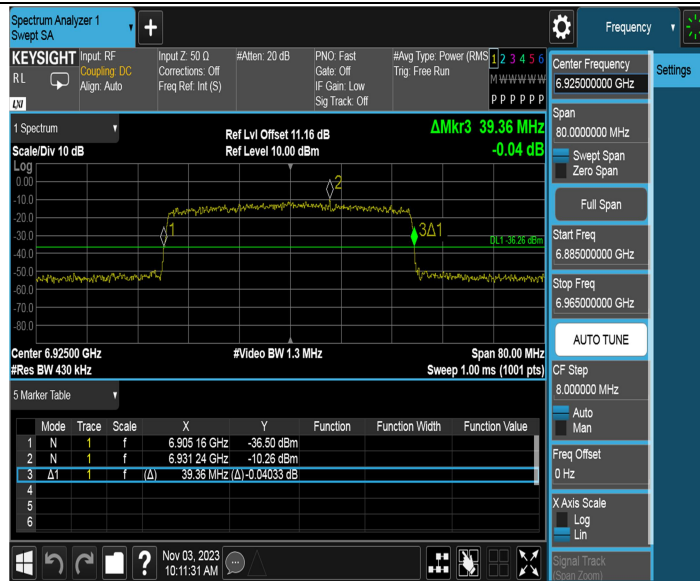 Spectrum Analyzer 1
Swept SA
Frequency
KEYSIGHT
RL
LXI
Input: RF
Coupling: DC
Align: Auto
Input Z: 50 Ω
Corrections: Off
Freq Ref: Int (S)
#Atten: 20 dB
PNO: Fast
Gate: Off
IF Gain: Low
Sig Track: Off
#Avg Type: Power (RMS
Trig: Free Run
1 2 3 4 5 6
M W W W W W
P P P P P P
Center Frequency
6.925000000 GHz
Settings
Span
80.0000000 MHz
Swept Span
Zero Span
Full Span
Start Freq
6.885000000 GHz
Stop Freq
6.965000000 GHz
AUTO TUNE
CF Step
8.000000 MHz
Auto
Man
Freq Offset
0 Hz
X Axis Scale
Log
Lin
Signal Track
(Span Zoom)
1 Spectrum
Scale/Div 10 dB
Ref Lvl Offset 11.16 dB
Ref Level 10.00 dBm
ΔMkr3 39.36 MHz
-0.04 dB
Log
0.00
-10.0
-20.0
-30.0
-40.0
-50.0
-60.0
-70.0
-80.0
1
2
3Δ1
DL1 -36.26 dBm
Center 6.92500 GHz
#Video BW 1.3 MHz
Span 80.00 MHz
#Res BW 430 kHz
Sweep 1.00 ms (1001 pts)
5 Marker Table
Mode Trace Scale X Y Function Function Width Function Value
1 N 1 f 6.905 16 GHz -36.50 dBm
2 N 1 f 6.931 24 GHz -10.26 dBm
3 Δ1 1 f (Δ) 39.36 MHz (Δ) -0.04033 dB
4
5
6
?
Nov 03, 2023
10:11:31 AM